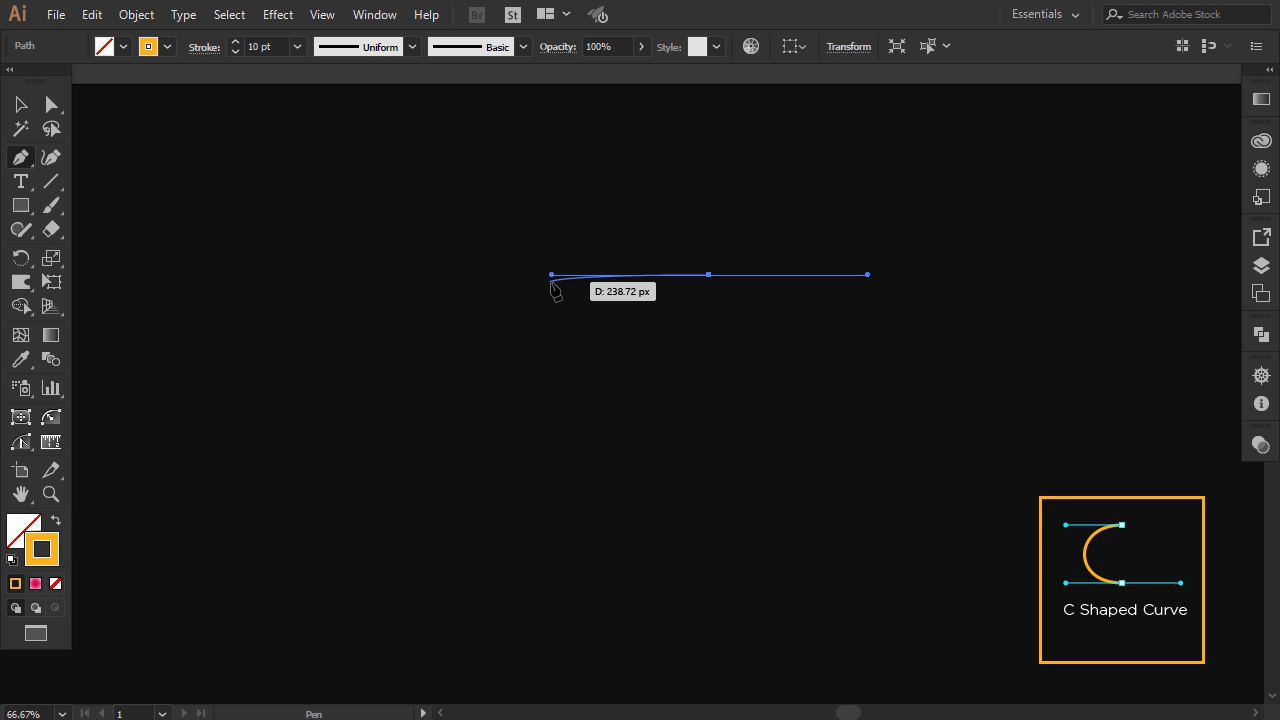 Ai File Edit Object Type Select Effect View Window Help Br St Essentials Search Adobe Stock
Path Stroke: 10 pt Uniform Basic Opacity: 100% Style: Transform
D: 238.72 px
C Shaped Curve
66.67% 1 Pen